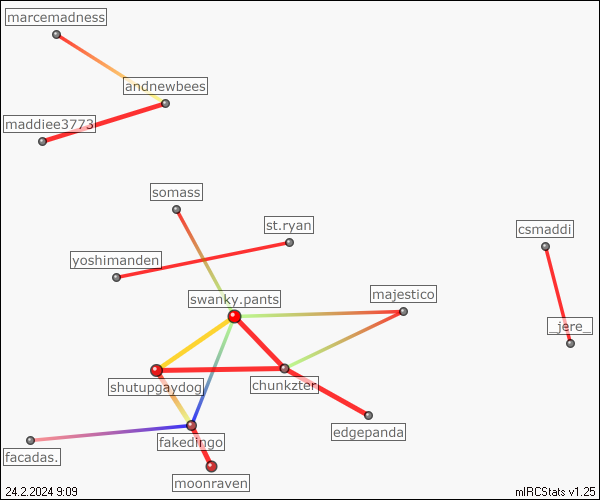 marcemadness
andnewbees
maddiee3773
somass
st.ryan
csmaddi
yoshimanden
swanky.pants
majestico
_jere_
shutupgaydog
chunkzter
edgepanda
fakedingo
facadas.
moonraven
24.2.2024 9:09
mIRCStats v1.25